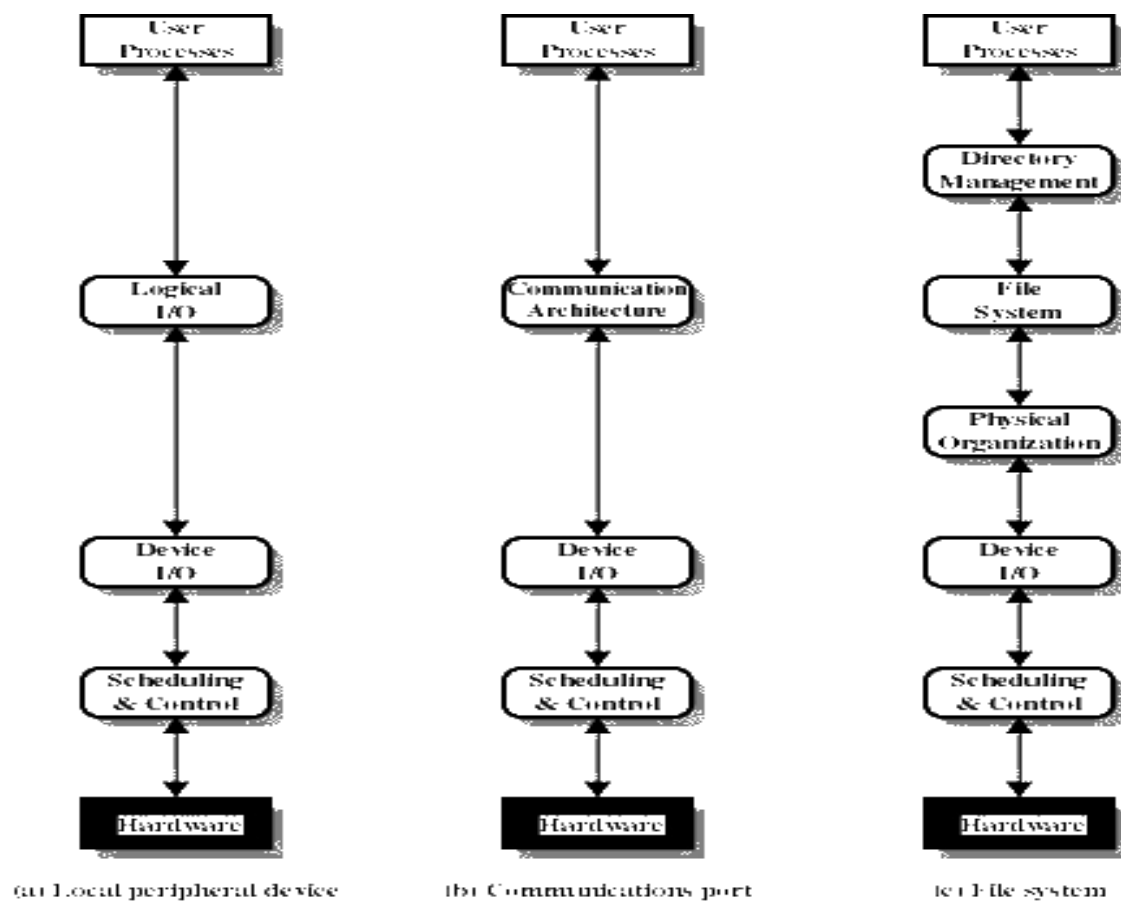 User
Processes
Logical
I/O
Device
I/O
Scheduling
& Control
Hardware
(a) Local peripheral device
User
Processes
Communication
Architecture
Device
I/O
Scheduling
& Control
Hardware
(b) Communications port
User
Processes
Directory
Management
File
System
Physical
Organization
Device
I/O
Scheduling
& Control
Hardware
(c) File system